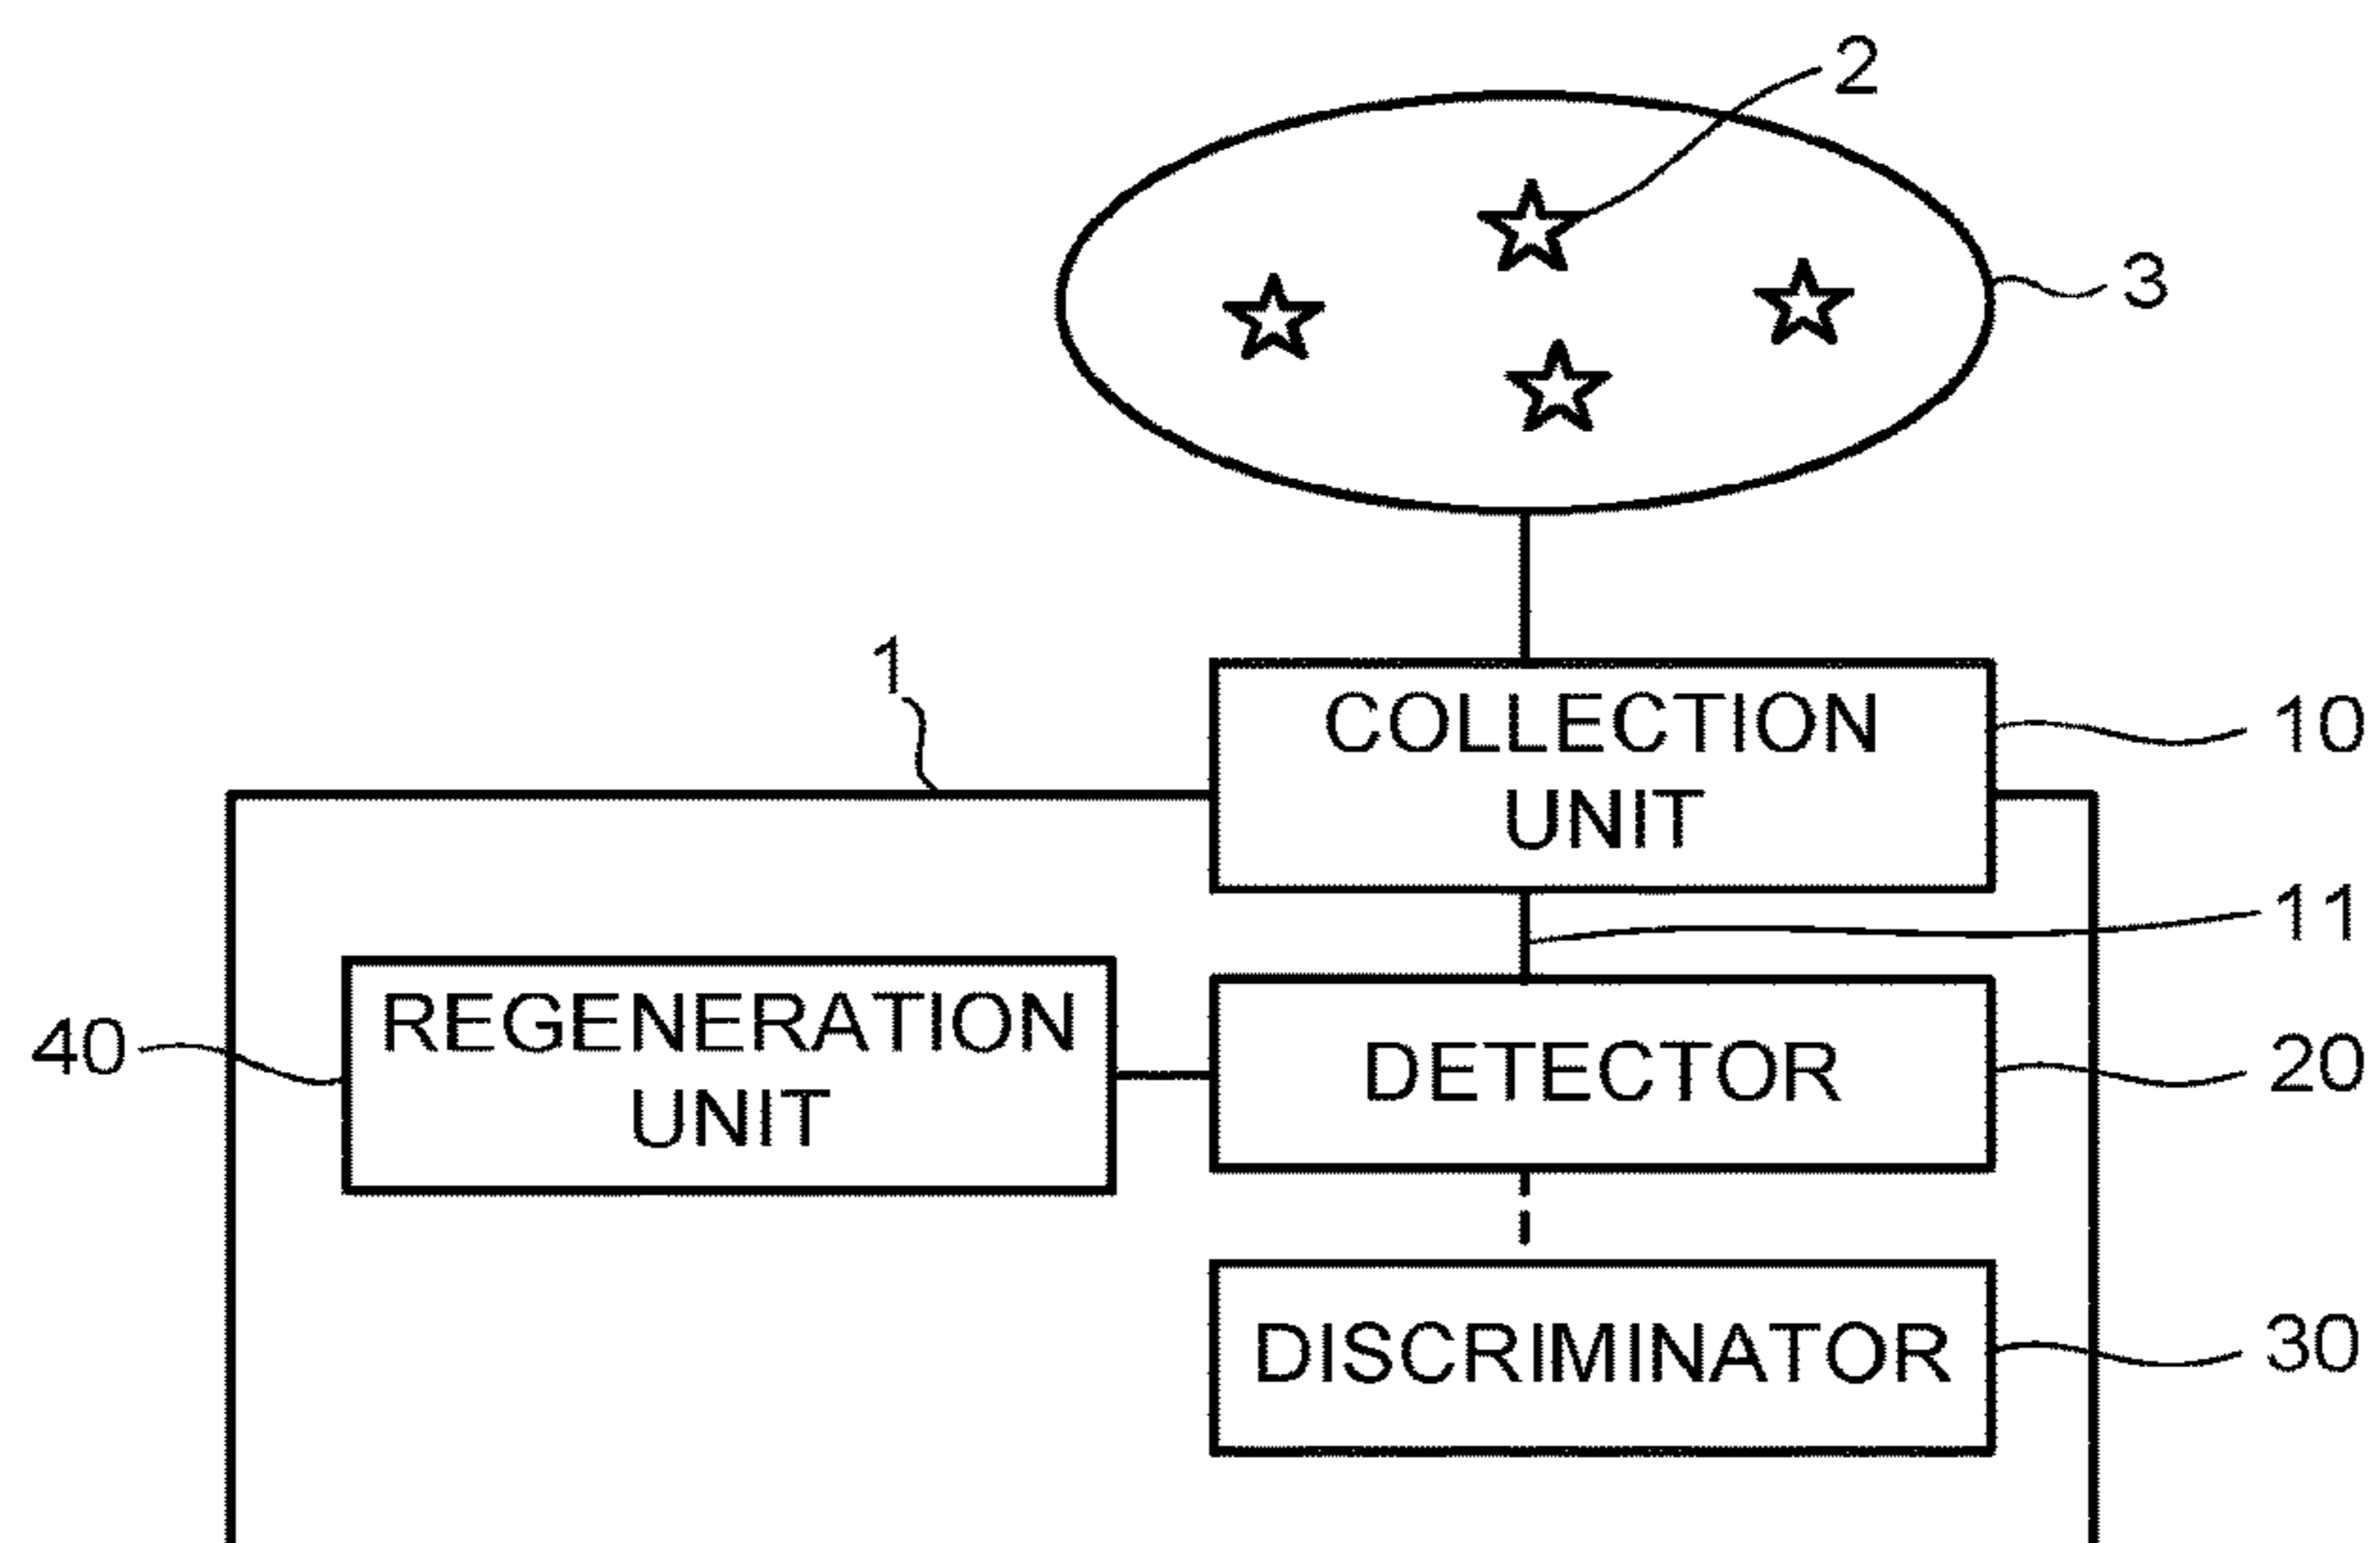 2
3
1
COLLECTION
UNIT
10
11
REGENERATION
UNIT
40
DETECTOR
20
DISCRIMINATOR
30